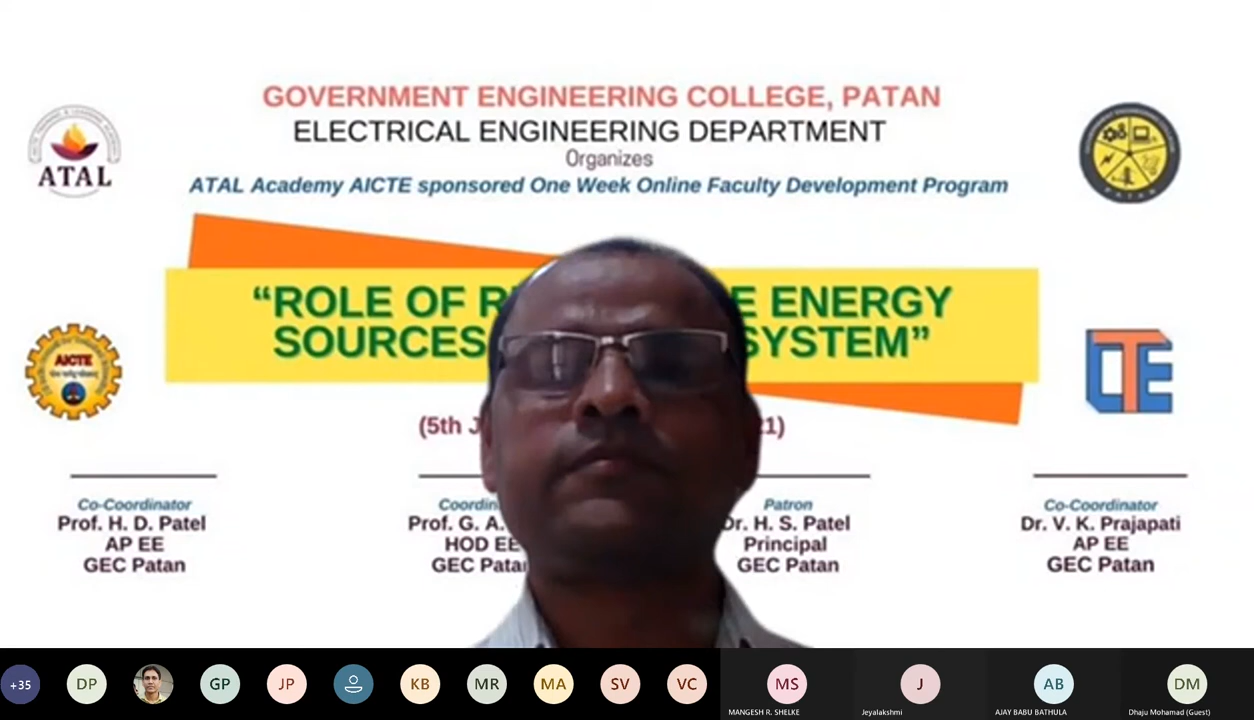 GOVERNMENT ENGINEERING COLLEGE, PATAN
ELECTRICAL ENGINEERING DEPARTMENT
Organizes
ATAL Academy AICTE sponsored One Week Online Faculty Development Program
ATAL
“ROLE OF R E ENERGY
SOURCES SYSTEM”
AICTE
CTE
(5th J 21)
Co-Coordinator
Prof. H. D. Patel
AP EE
GEC Patan
Coordin
Prof. G. A.
HOD EE
GEC Patan
Patron
Dr. H. S. Patel
Principal
GEC Patan
Co-Coordinator
Dr. V. K. Prajapati
AP EE
GEC Patan
+35
DP
GP
JP
KB
MR
MA
SV
VC
MS
MANGESH R. SHELKE
J
Jeyalakshmi
AB
AJAY BABU BATHULA
DM
Dhaju Mohamad (Guest)